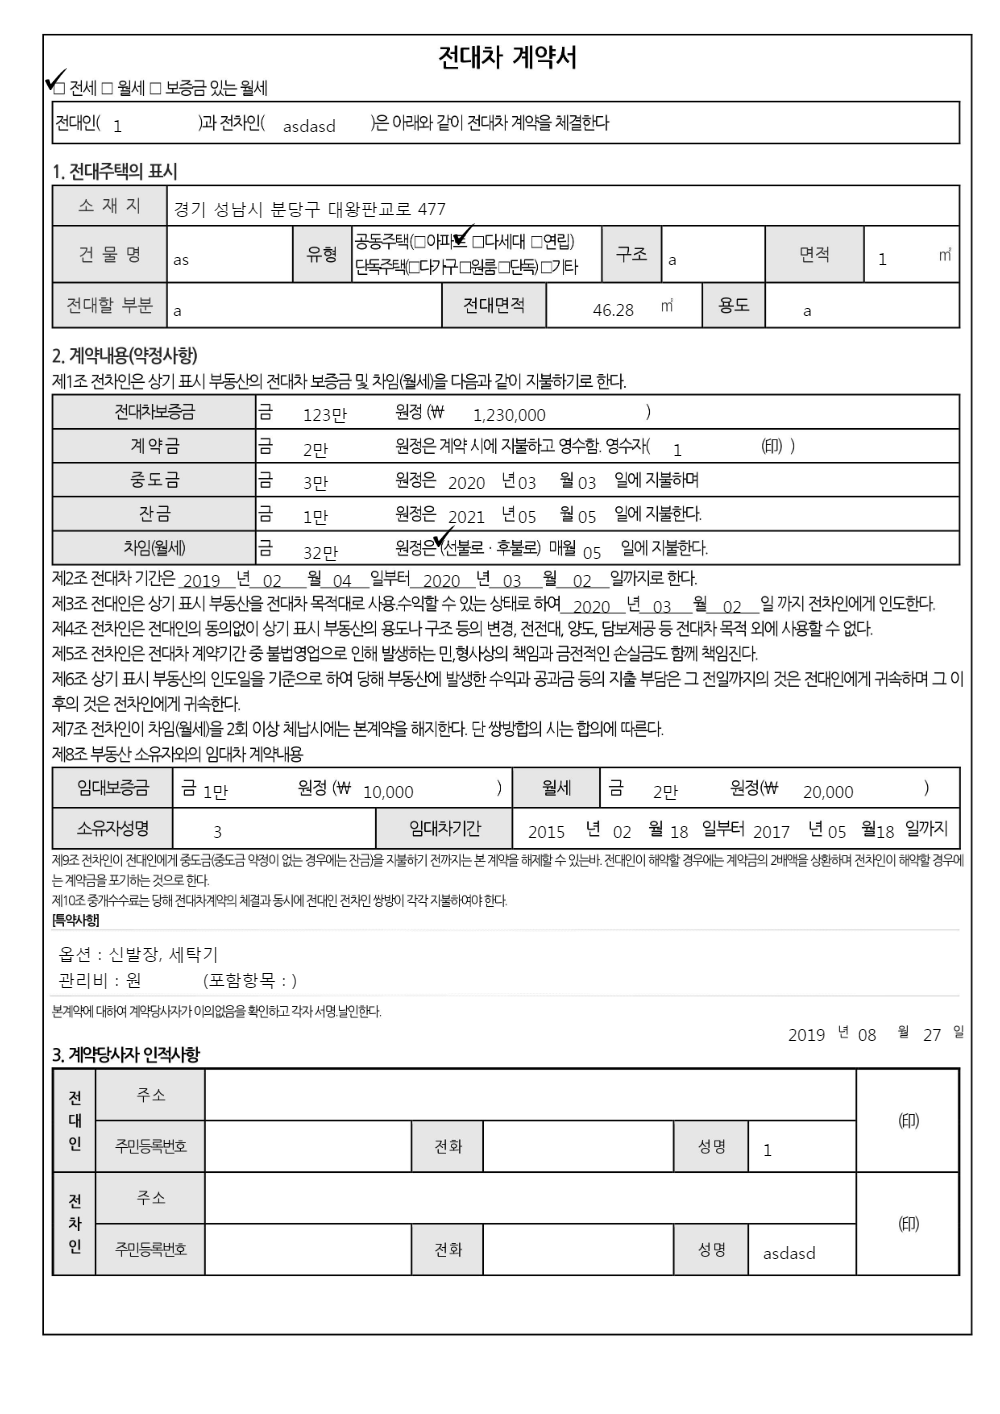 전대차 계약서
✓□ 전세 □ 월세 □ 보증금 있는 월세
전대인( 1 )과 전차인( asdasd )은 아래와 같이 전대차 계약을 체결한다
1. 전대주택의 표시
소 재 지 경기 성남시 분당구 대왕판교로 477
건 물 명 as 유형 공동주택(□아파트 ✓□다세대 □연립) 구조 a 면적 1 ㎡
단독주택(□다가구□원룸□단독)□기타
전대할 부분 a 전대면적 46.28 ㎡ 용도 a
2. 계약내용(약정사항)
제1조 전차인은 상기 표시 부동산의 전대차 보증금 및 차임(월세)을 다음과 같이 지불하기로 한다.
전대차보증금 금 123만 원정 (₩ 1,230,000 )
계 약 금 금 2만 원정은 계약 시에 지불하고 영수함. 영수자( 1 (印) )
중 도 금 금 3만 원정은 2020 년 03 월 03 일에 지불하며
잔 금 금 1만 원정은 2021 년 05 월 05 일에 지불한다.
차임(월세) 금 32만 원정은 ✓(선불로 · 후불로) 매월 05 일에 지불한다.
제2조 전대차 기간은 2019 년 02 월 04 일부터 2020 년 03 월 02 일까지로 한다.
제3조 전대인은 상기 표시 부동산을 전대차 목적대로 사용.수익할 수 있는 상태로 하여 2020 년 03 월 02 일 까지 전차인에게 인도한다.
제4조 전차인은 전대인의 동의없이 상기 표시 부동산의 용도나 구조 등의 변경, 전전대, 양도, 담보제공 등 전대차 목적 외에 사용할 수 없다.
제5조 전차인은 전대차 계약기간 중 불법영업으로 인해 발생하는 민,형사상의 책임과 금전적인 손실금도 함께 책임진다.
제6조 상기 표시 부동산의 인도일을 기준으로 하여 당해 부동산에 발생한 수익과 공과금 등의 지출 부담은 그 전일까지의 것은 전대인에게 귀속하며 그 이
후의 것은 전차인에게 귀속한다.
제7조 전차인이 차임(월세)을 2회 이상 체납시에는 본계약을 해지한다. 단 쌍방합의 시는 합의에 따른다.
제8조 부동산 소유자와의 임대차 계약내용
임대보증금 금 1만 원정 (₩ 10,000 ) 월세 금 2만 원정(₩ 20,000 )
소유자성명 3 임대차기간 2015 년 02 월 18 일부터 2017 년 05 월18 일까지
제9조 전차인이 전대인에게 중도금(중도금 약정이 없는 경우에는 잔금)을 지불하기 전까지는 본 계약을 해제할 수 있는바. 전대인이 해약할 경우에는 계약금의 2배액을 상환하며 전차인이 해약할 경우에
는 계약금을 포기하는 것으로 한다.
제10조 중개수수료는 당해 전대차계약의 체결과 동시에 전대인 전차인 쌍방이 각각 지불하여야 한다.
[특약사항]
옵션 : 신발장, 세탁기
관리비 : 원 (포함항목 : )
본계약에 대하여 계약당사자가 이의없음을 확인하고 각자 서명.날인한다.
2019 년 08 월 27 일
3. 계약당사자 인적사항
전대인 주소 (印)
주민등록번호 전화 성명 1
전차인 주소 (印)
주민등록번호 전화 성명 asdasd